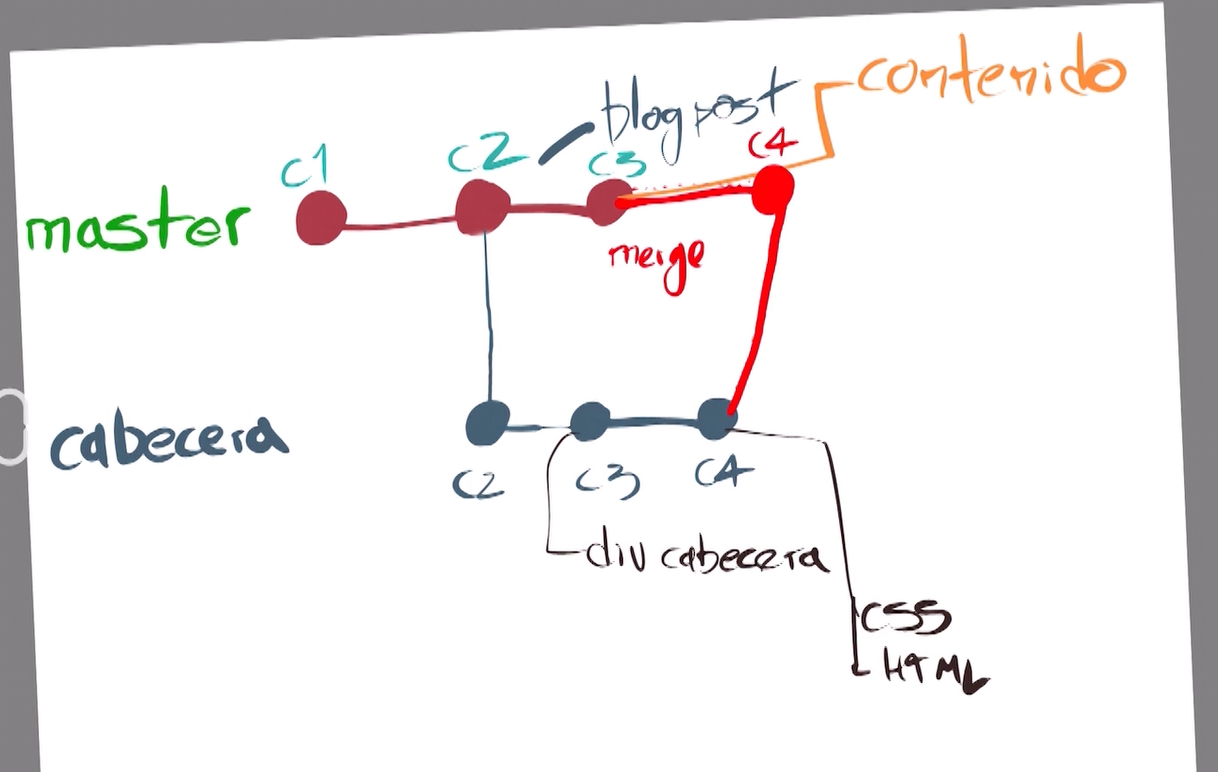 contenido
blogpost
C1
C2
C3
C4
master
merge
cabecera
C2
C3
C4
div cabecera
CSS
HTML